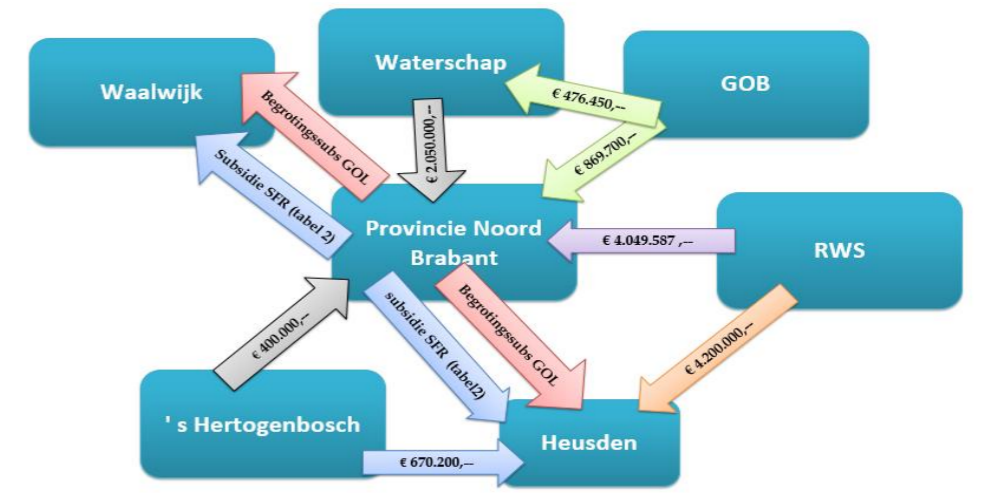 Waalwijk
Waterschap
GOB
€ 476.450,--
€ 869.700,--
€ 2.050.000,--
Begrotingssubs GOL
Subsidie SFR (tabel 2)
Provincie Noord
Brabant
€ 4.049.587 ,--
RWS
€ 400.000,--
subsidie SFR (tabel2)
Begrotingssubs GOL
€ 4.200.000,--
' s Hertogenbosch
€ 670.200,--
Heusden